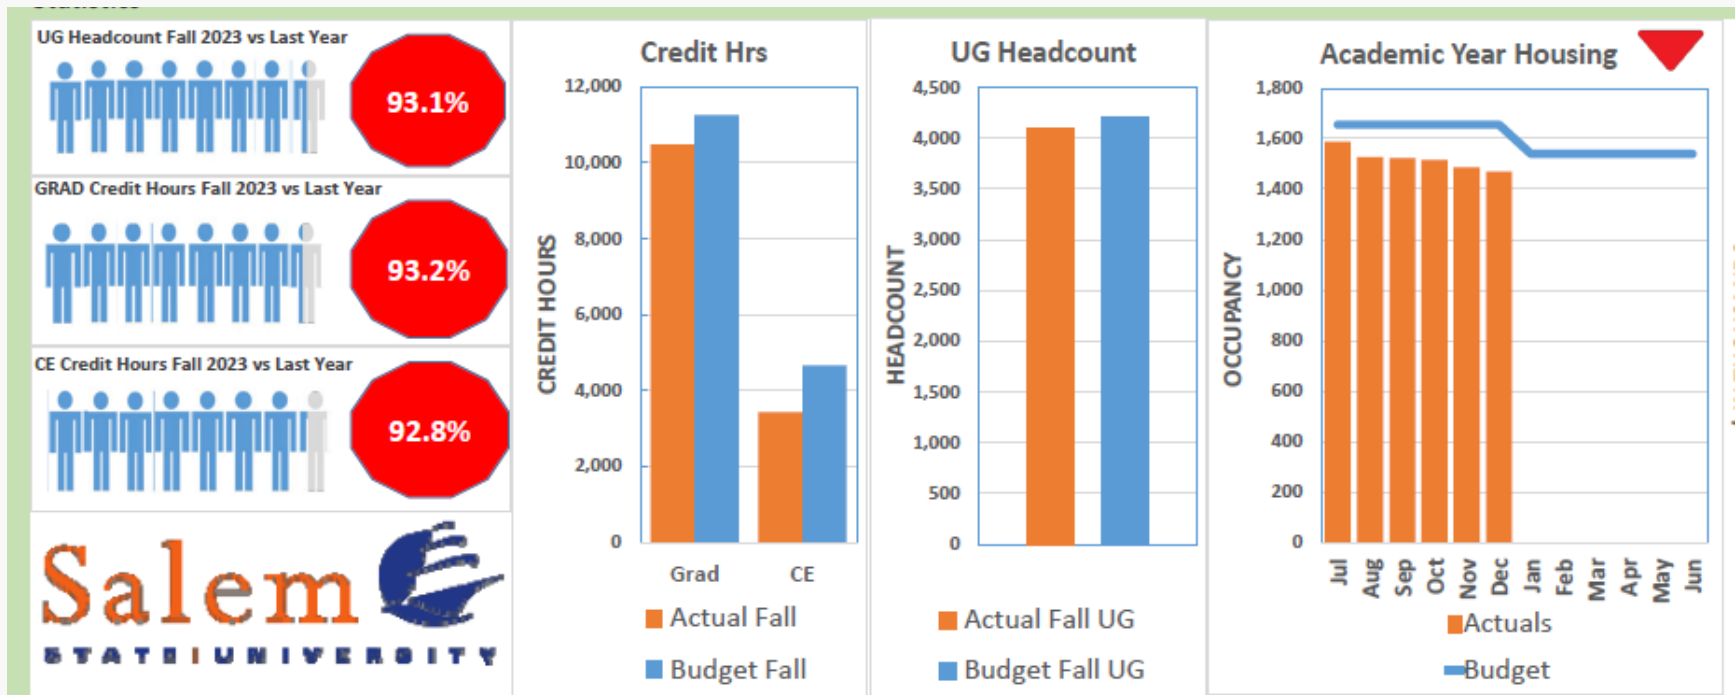 Statistics
UG Headcount Fall 2023 vs Last Year
93.1%
GRAD Credit Hours Fall 2023 vs Last Year
93.2%
CE Credit Hours Fall 2023 vs Last Year
92.8%
Salem
STATE UNIVERSITY
Credit Hrs
CREDIT HOURS
12,000
10,000
8,000
6,000
4,000
2,000
0
Grad CE
Actual Fall
Budget Fall
UG Headcount
HEADCOUNT
4,500
4,000
3,500
3,000
2,500
2,000
1,500
1,000
500
0
Actual Fall UG
Budget Fall UG
Academic Year Housing
OCCUPANCY
1,800
1,600
1,400
1,200
1,000
800
600
400
200
0
Jul Aug Sep Oct Nov Dec Jan Feb Mar Apr May Jun
Actuals
Budget